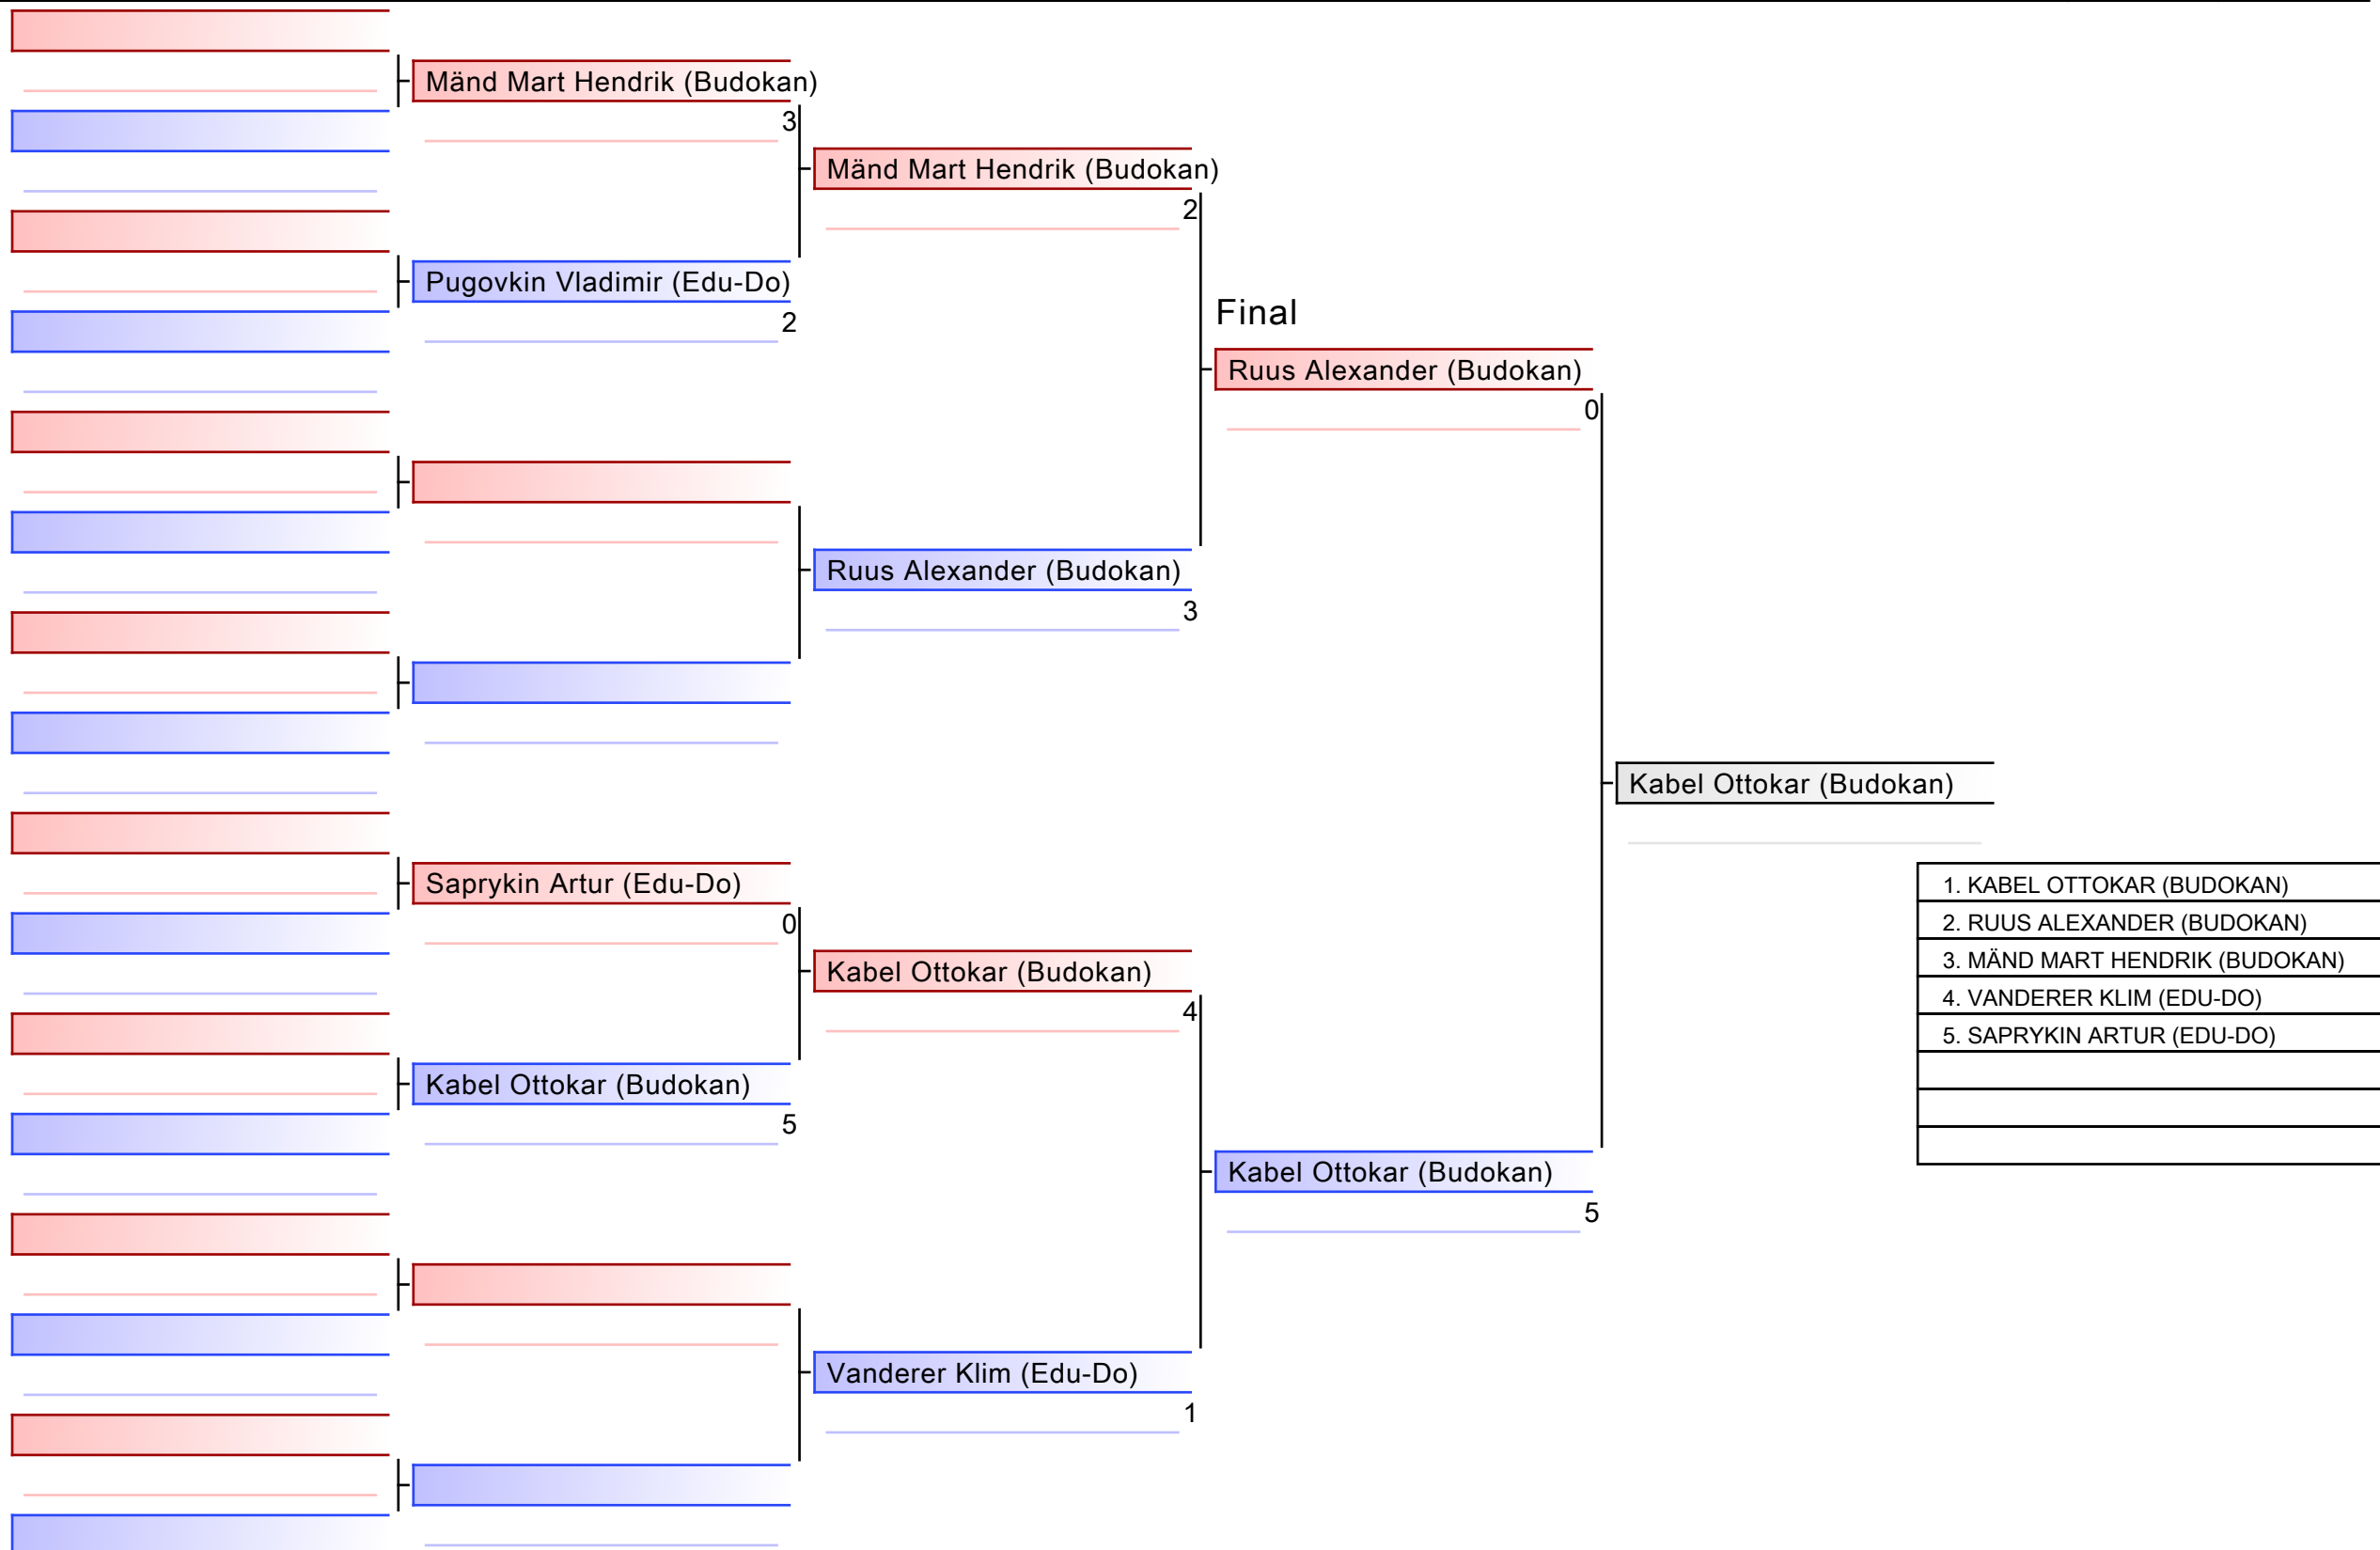 Mänd Mart Hendrik (Budokan)
3
Mänd Mart Hendrik (Budokan)
2
Pugovkin Vladimir (Edu-Do)
2
Final
Ruus Alexander (Budokan)
0
Ruus Alexander (Budokan)
3
Kabel Ottokar (Budokan)
Saprykin Artur (Edu-Do)
0
Kabel Ottokar (Budokan)
4
Kabel Ottokar (Budokan)
5
Kabel Ottokar (Budokan)
5
Vanderer Klim (Edu-Do)
1
1. KABEL OTTOKAR (BUDOKAN)
2. RUUS ALEXANDER (BUDOKAN)
3. MÄND MART HENDRIK (BUDOKAN)
4. VANDERER KLIM (EDU-DO)
5. SAPRYKIN ARTUR (EDU-DO)